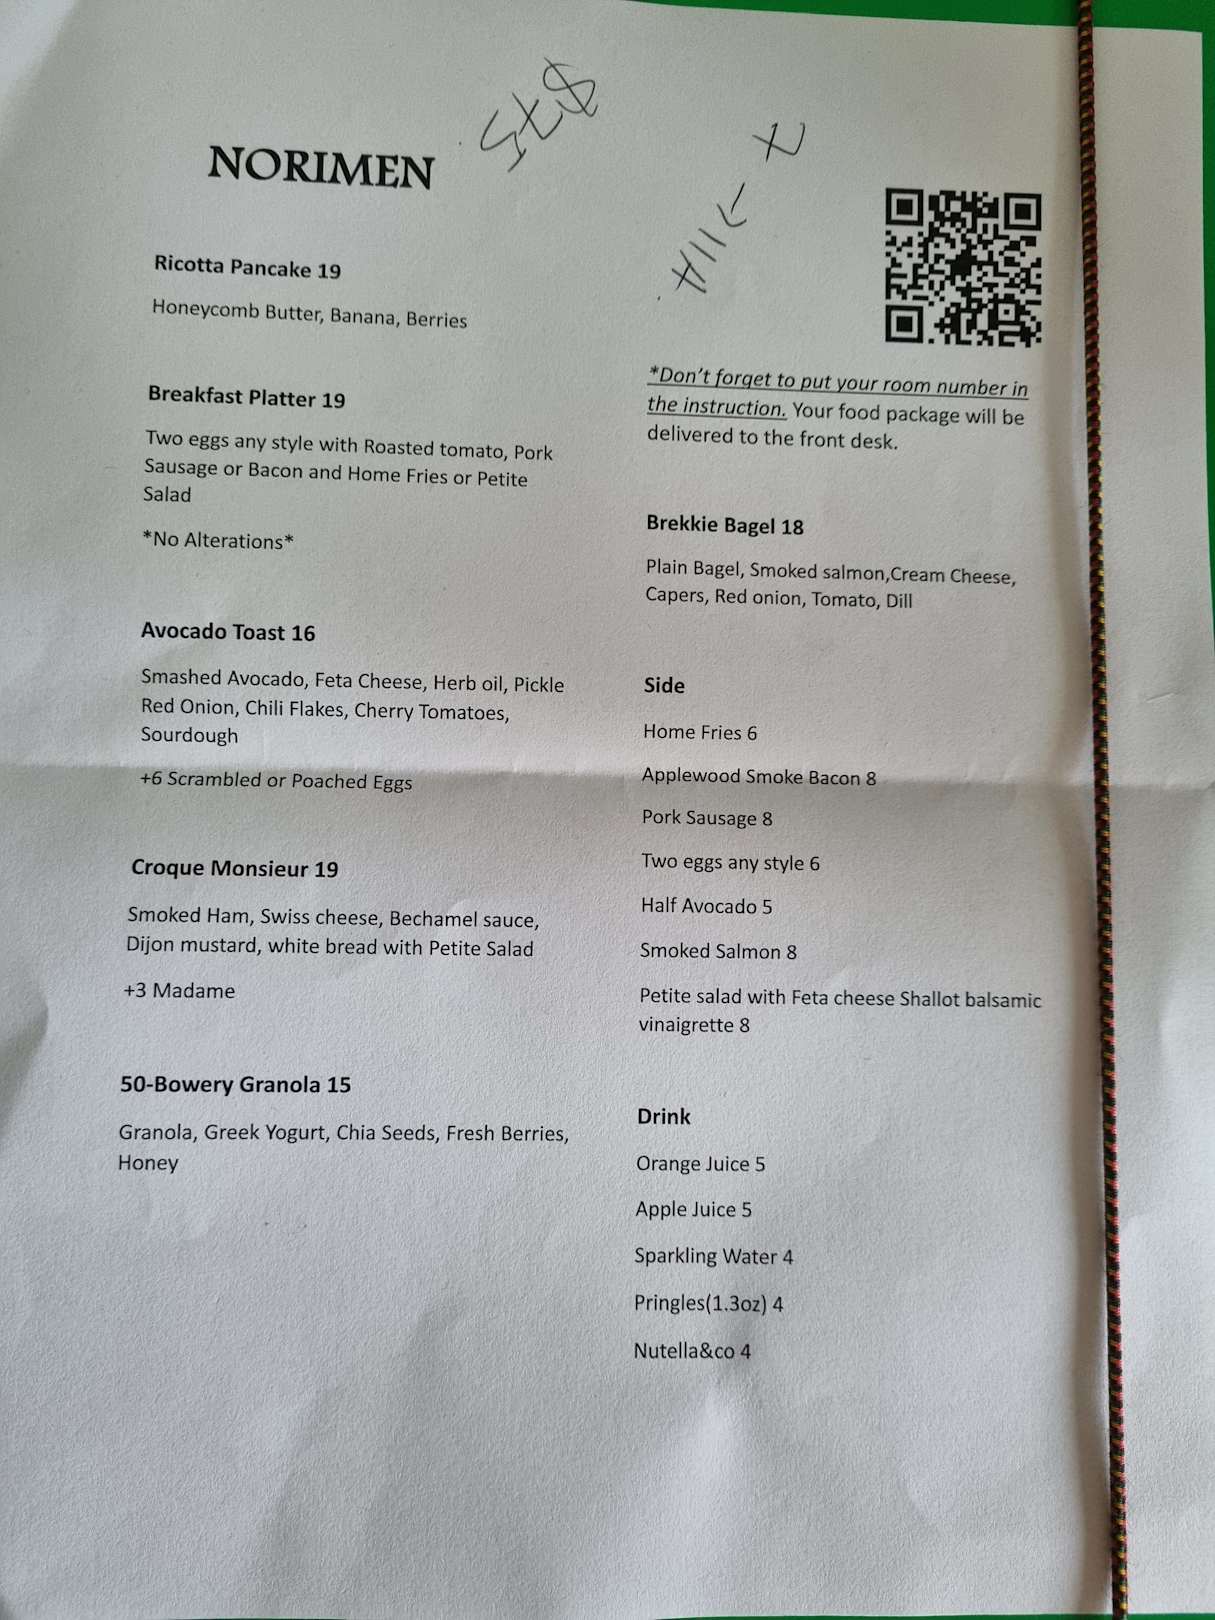 NORIMEN
Ricotta Pancake 19
Honeycomb Butter, Banana, Berries
Breakfast Platter 19
Two eggs any style with Roasted tomato, Pork
Sausage or Bacon and Home Fries or Petite
Salad
*No Alterations*
Avocado Toast 16
Smashed Avocado, Feta Cheese, Herb oil, Pickle
Red Onion, Chili Flakes, Cherry Tomatoes,
Sourdough
+6 Scrambled or Poached Eggs
Croque Monsieur 19
Smoked Ham, Swiss cheese, Bechamel sauce,
Dijon mustard, white bread with Petite Salad
+3 Madame
50-Bowery Granola 15
Granola, Greek Yogurt, Chia Seeds, Fresh Berries,
Honey
*Don't forget to put your room number in
the instruction. Your food package will be
delivered to the front desk.
Brekkie Bagel 18
Plain Bagel, Smoked salmon,Cream Cheese,
Capers, Red onion, Tomato, Dill
Side
Home Fries 6
Applewood Smoke Bacon 8
Pork Sausage 8
Two eggs any style 6
Half Avocado 5
Smoked Salmon 8
Petite salad with Feta cheese Shallot balsamic
vinaigrette 8
Drink
Orange Juice 5
Apple Juice 5
Sparkling Water 4
Pringles(1.3oz) 4
Nutella&co 4